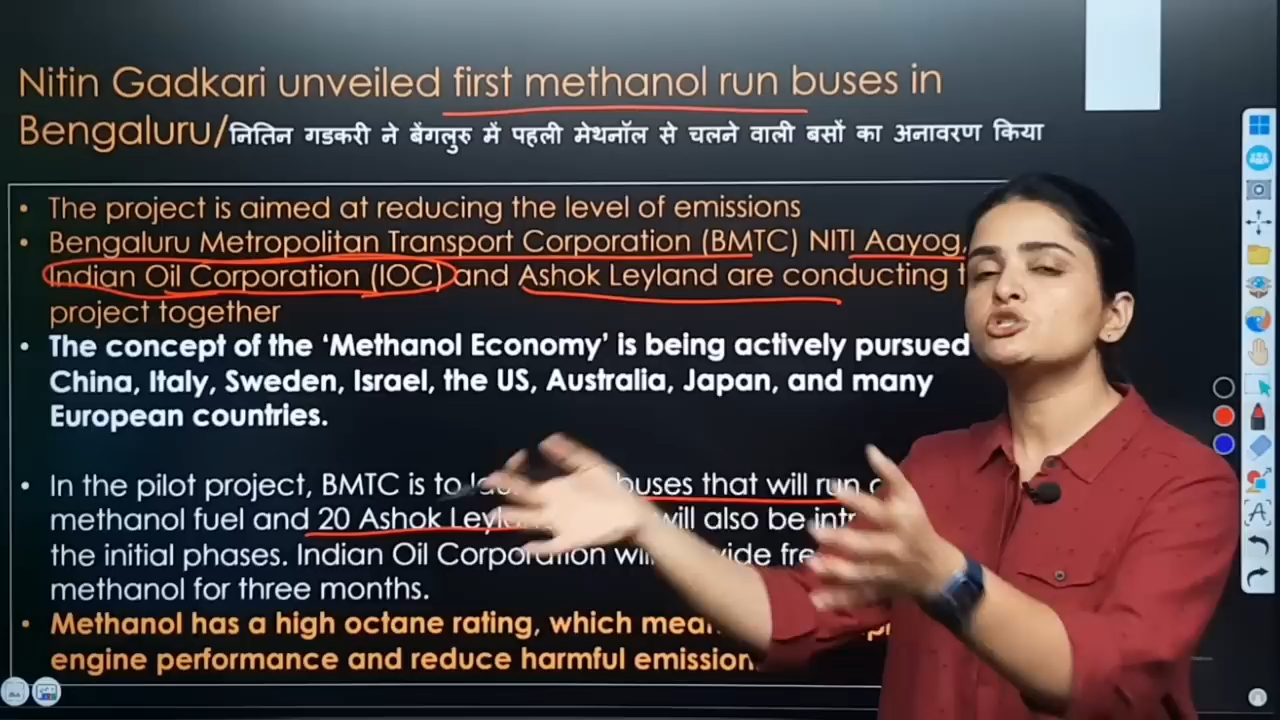 Nitin Gadkari unveiled first methanol run buses in
Bengaluru/नितिन गडकरी ने बेंगलुरु में पहली मेथनॉल से चलने वाली बसों का अनावरण किया
• The project is aimed at reducing the level of emissions
• Bengaluru Metropolitan Transport Corporation (BMTC) NITI Aayog,
Indian Oil Corporation (IOC) and Ashok Leyland are conducting
project together
• The concept of the ‘Methanol Economy’ is being actively pursued
China, Italy, Sweden, Israel, the US, Australia, Japan, and many
European countries.
• In the pilot project, BMTC is to buses that will run
methanol fuel and 20 Ashok will also be
the initial phases. Indian Oil Corporation
methanol for three months.
• Methanol has a high octane rating, which
engine performance and reduce harmful